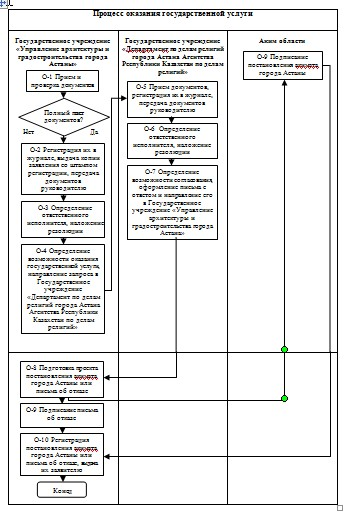 Процесс оказания государственной услуги
Государственное учреждение
«Управление архитектуры и
градостроительства города
Астаны»
О-1 Прием и
проверка документов
Полный пакет
документов?
Нет
Да
О-2 Регистрация их в
журнале, выдача копии
заявления со штампом
регистрации, передача
документов
руководителю
О-3 Определение
ответственного
исполнителя, наложение
резолюции
О-4 Определение
возможности оказания
государственной услуги,
направление запроса в
Государственное
учреждение
«Департамент по делам
религий города Астана
Агентства Республики
Казахстан по делам
религий»
Государственное учреждение
«Департамент по делам религий
города Астана Агентства
Республики Казахстан по делам
религий»
О-5 Прием документов,
регистрация их в журнале,
передача документов
руководителю
О-6 Определение
ответственного
исполнителя, наложение
резолюции
О-7 Определение
возможности согласования,
оформление письма с
ответом и направление его
в Государственное
учреждение «Управление
архитектуры и
градостроительства города
Астаны»
Аким области
О-9 Подписание
постановления акимата
города Астаны
О-8 Подготовка проекта
постановления акимата
города Астаны или
письма об отказе
О-9 Подписание письма
об отказе
О-10 Регистрация
постановления акимата
города Астаны или
письма об отказе, выдача
их заявителю
Конец